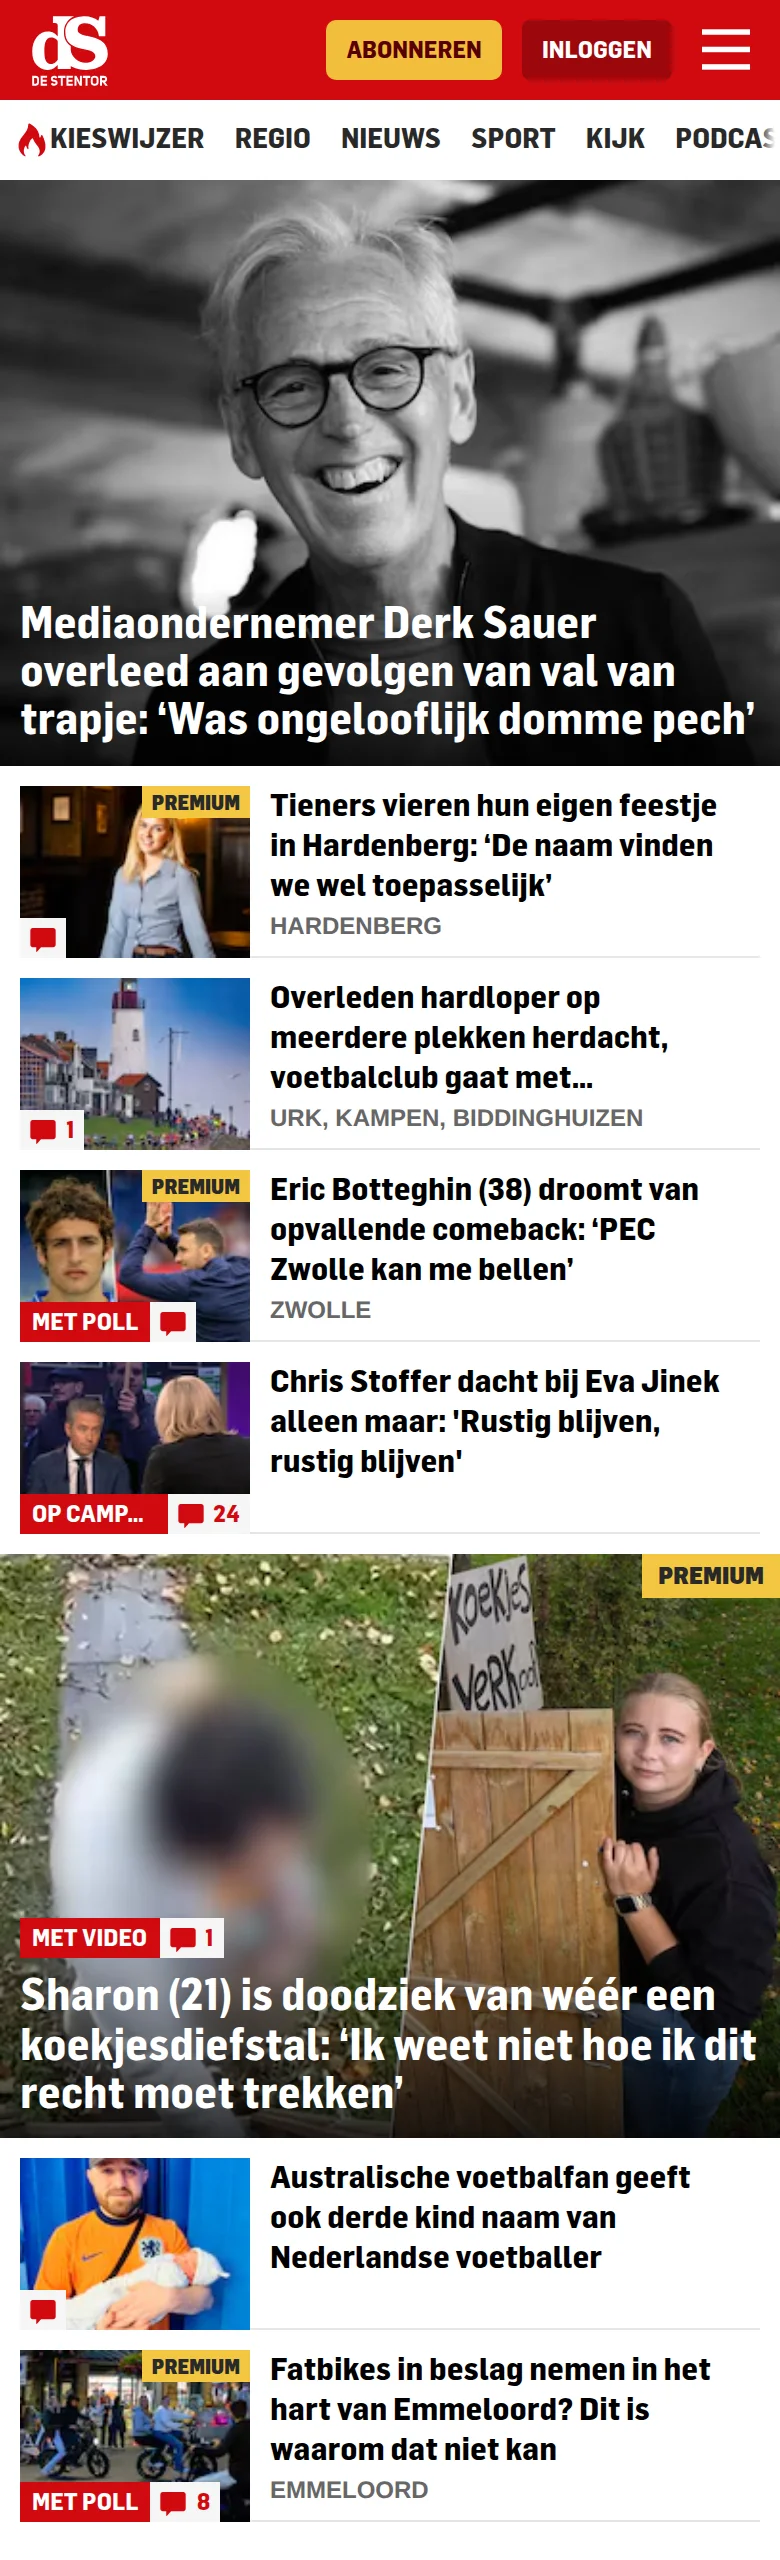 dS
DE STENTOR
ABONNEREN
INLOGGEN
KIESWIJZER REGIO NIEUWS SPORT KIJK PODCAS
Mediaondernemer Derk Sauer
overleed aan gevolgen van val van
trapje: ‘Was ongelooflijk domme pech’
PREMIUM
Tieners vieren hun eigen feestje
in Hardenberg: ‘De naam vinden
we wel toepasselijk’
HARDENBERG
Overleden hardloper op
meerdere plekken herdacht,
voetbalclub gaat met...
URK, KAMPEN, BIDDINGHUIZEN
1
PREMIUM
Eric Botteghin (38) droomt van
opvallende comeback: ‘PEC
Zwolle kan me bellen’
ZWOLLE
MET POLL
Chris Stoffer dacht bij Eva Jinek
alleen maar: 'Rustig blijven,
rustig blijven'
OP CAMP...
24
PREMIUM
KOEKJES
VERKOOP
MET VIDEO
1
Sharon (21) is doodziek van wéér een
koekjesdiefstal: ‘Ik weet niet hoe ik dit
recht moet trekken’
Australische voetbalfan geeft
ook derde kind naam van
Nederlandse voetballer
PREMIUM
Fatbikes in beslag nemen in het
hart van Emmeloord? Dit is
waarom dat niet kan
EMMELOORD
MET POLL
8